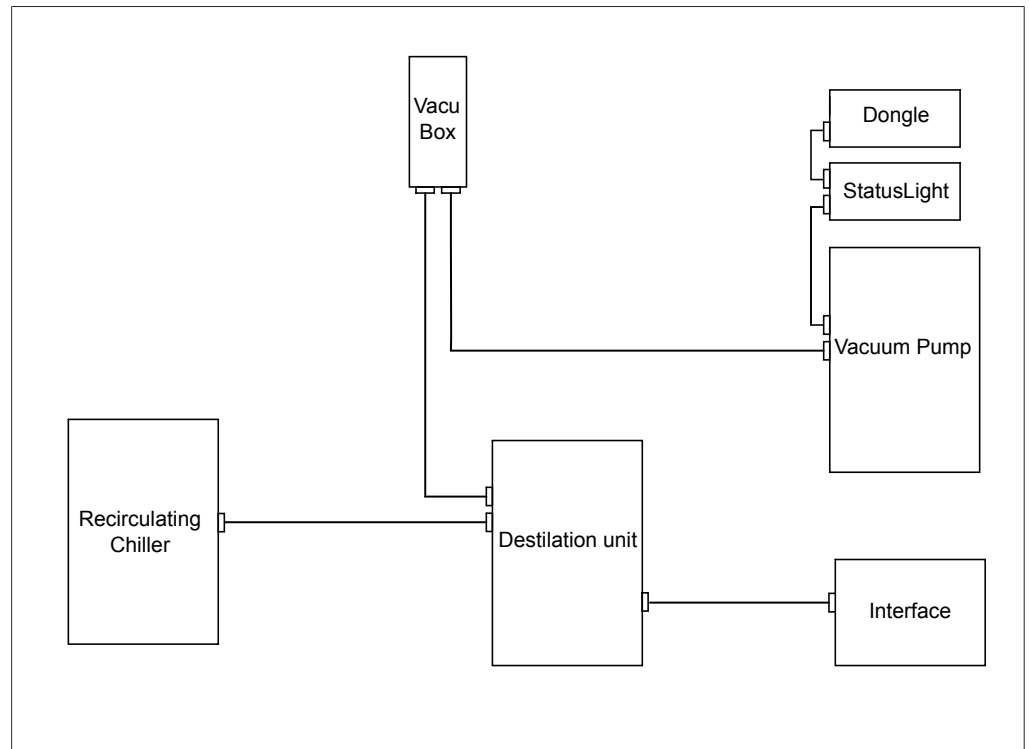 Vacu
Box
Dongle
StatusLight
Vacuum Pump
Recirculating
Chiller
Destilation unit
Interface